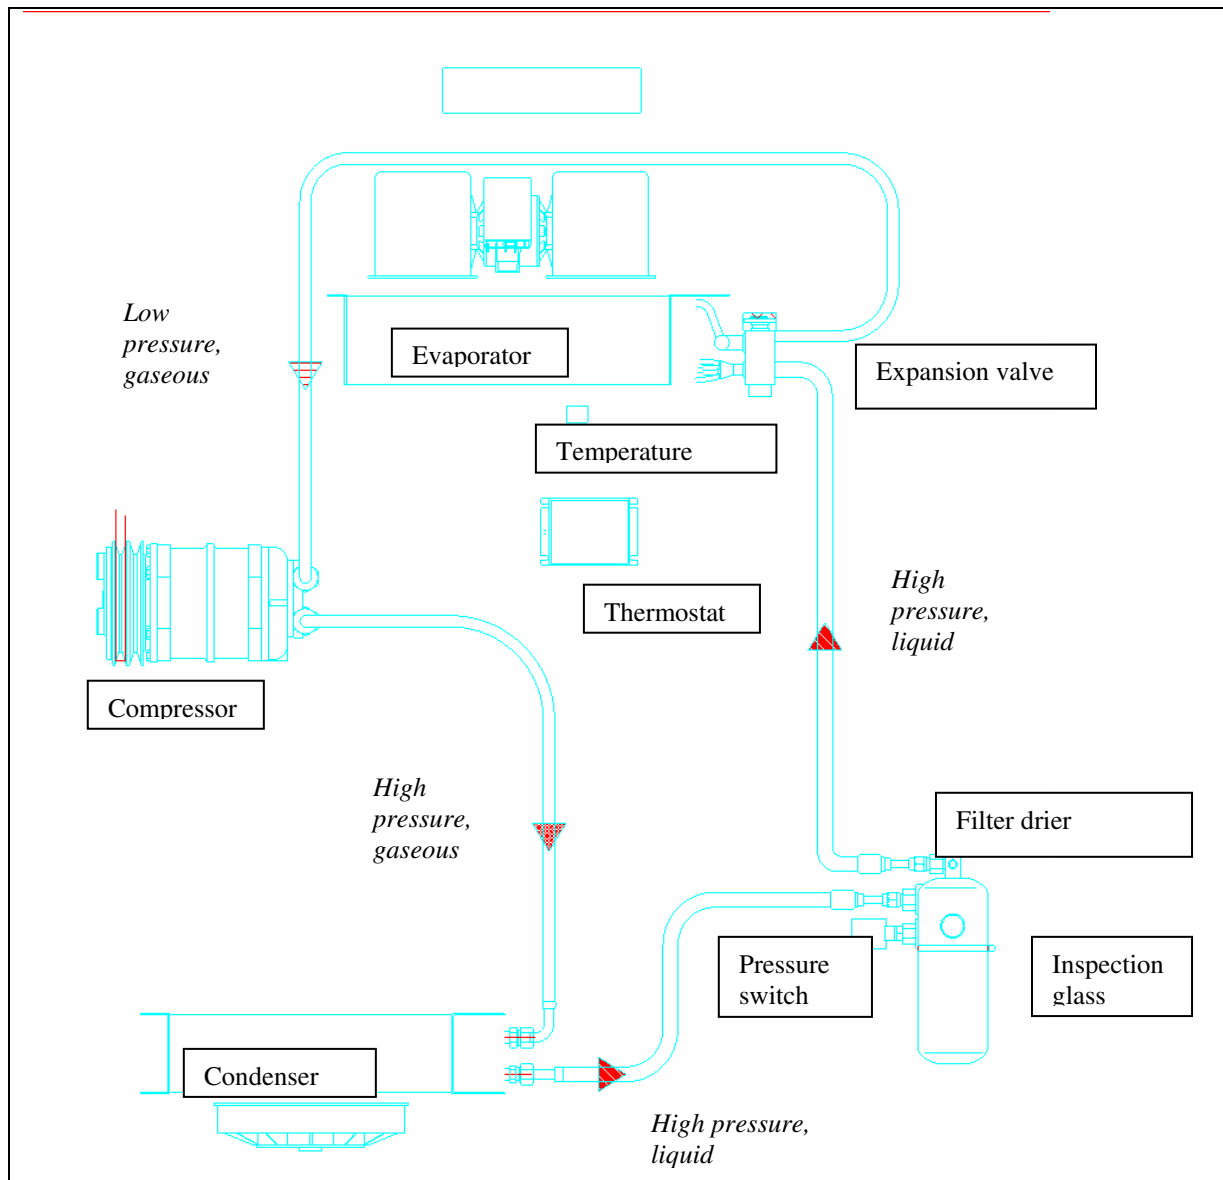 Low
pressure,
gaseous
Evaporator
Expansion valve
Temperature
Thermostat
High
pressure,
liquid
Compressor
High
pressure,
gaseous
Filter drier
Pressure
switch
Inspection
glass
Condenser
High pressure,
liquid